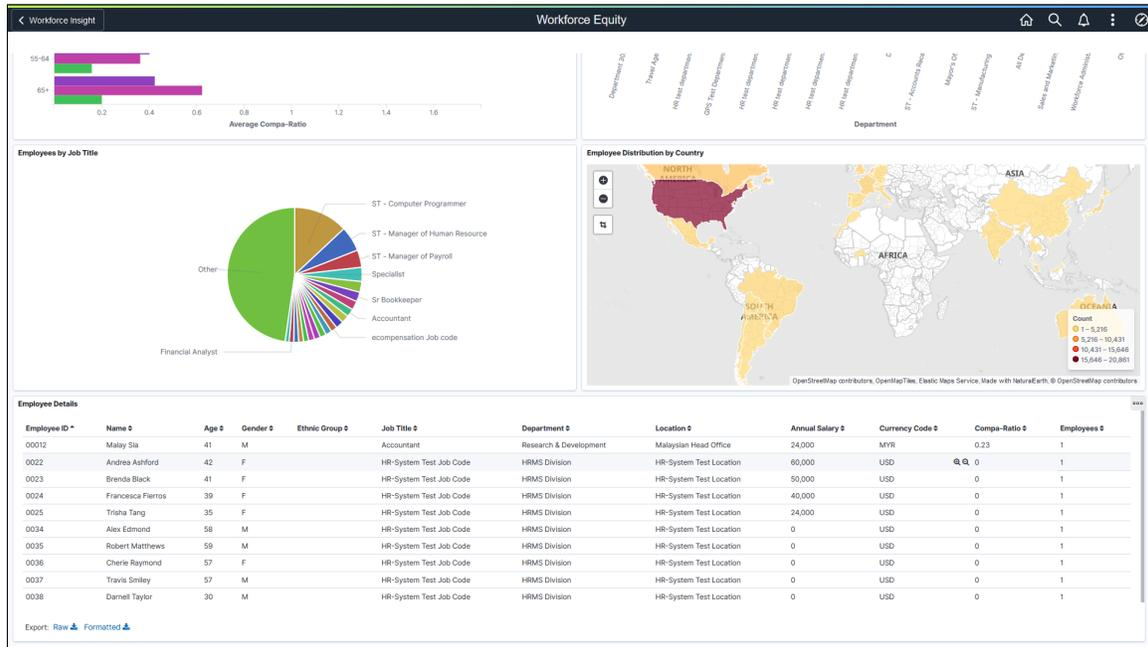 Workforce Insight
Workforce Equity
55-64
65+
0.2 0.4 0.6 0.8 1 1.2 1.4 1.6
Average Compa-Ratio
Department 30.
Travel Age
HR test departmen.
GPS Test Departmen.
HR test departmen.
HR test departmen.
HR test departmen.
HR test departmen.
ST - Accounts Reca
Mayor's Of
ST - Manufacturing
All De
Sales and Marketin
Workforce Administ.
Department
Employees by Job Title
ST - Computer Programmer
ST - Manager of Human Resource
ST - Manager of Payroll
Other
Specialist
Sr Bookkeeper
Accountant
ecompensation Job code
Financial Analyst
Employee Distribution by Country
NORTH
AMERICA
ASIA
AFRICA
SOUTH
AMERICA
OCEANIA
Count
1 – 5,216
5,216 – 10,431
10,431 – 15,646
15,646 – 20,861
OpenStreetMap contributors, OpenMapTiles, Elastic Maps Service, Made with NaturalEarth, © OpenStreetMap contributors
Employee Details
Employee ID Name Age Gender Ethnic Group Job Title Department Location Annual Salary Currency Code Compa-Ratio Employees
00012 Malay Sia 41 M Accountant Research & Development Malaysian Head Office 24,000 MYR 0.23 1
0022 Andrea Ashford 42 F HR-System Test Job Code HRMS Division HR-System Test Location 60,000 USD 0 1
0023 Brenda Black 41 F HR-System Test Job Code HRMS Division HR-System Test Location 50,000 USD 0 1
0024 Francesca Fierros 39 F HR-System Test Job Code HRMS Division HR-System Test Location 40,000 USD 0 1
0025 Trisha Tang 35 F HR-System Test Job Code HRMS Division HR-System Test Location 24,000 USD 0 1
0034 Alex Edmond 58 M HR-System Test Job Code HRMS Division HR-System Test Location 0 USD 0 1
0035 Robert Matthews 59 M HR-System Test Job Code HRMS Division HR-System Test Location 0 USD 0 1
0036 Cherie Raymond 57 F HR-System Test Job Code HRMS Division HR-System Test Location 0 USD 0 1
0037 Travis Smiley 57 M HR-System Test Job Code HRMS Division HR-System Test Location 0 USD 0 1
0038 Darnell Taylor 30 M HR-System Test Job Code HRMS Division HR-System Test Location 0 USD 0 1
Export: Raw Formatted